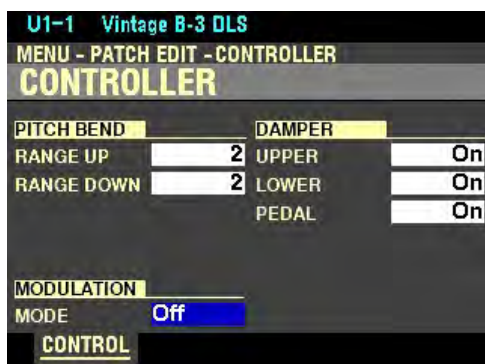 U1-1 Vintage B-3 DLS
MENU - PATCH EDIT - CONTROLLER
CONTROLLER
PITCH BEND
RANGE UP 2
RANGE DOWN 2
DAMPER
UPPER On
LOWER On
PEDAL On
MODULATION
MODE Off
CONTROL